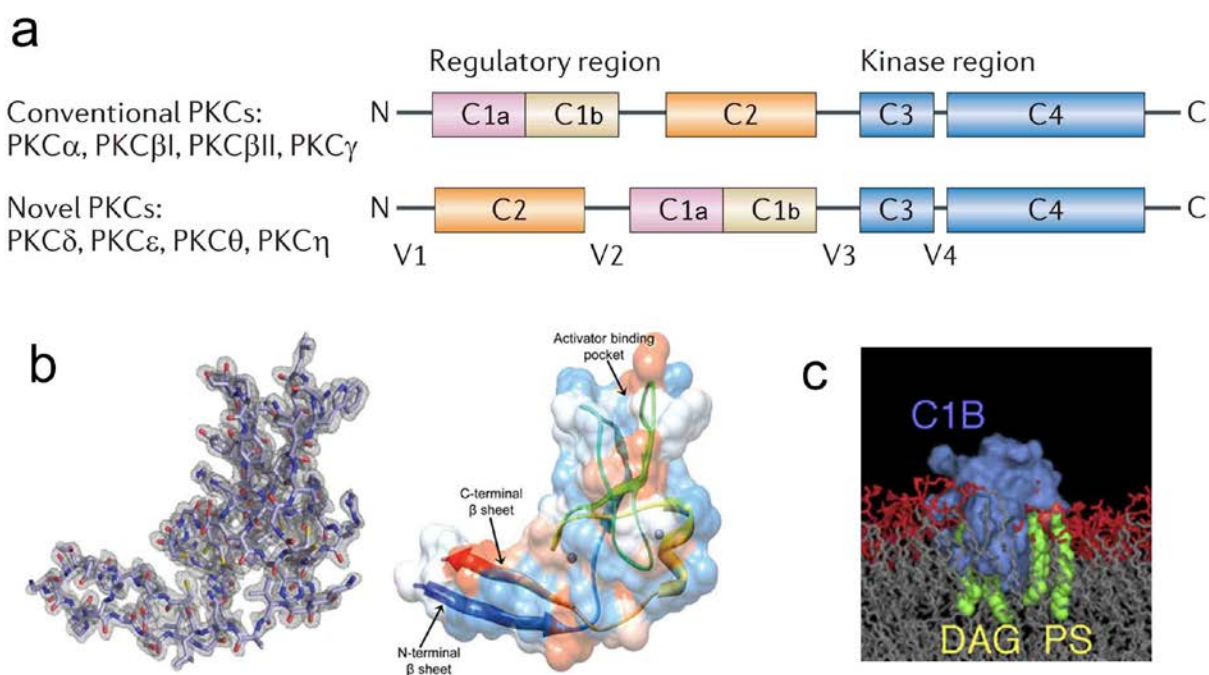 a
Regulatory region Kinase region
Conventional PKCs:
PKCα, PKCβI, PKCβII, PKCγ
N C1a C1b C2 C3 C4 C
Novel PKCs:
PKCδ, PKCε, PKCθ, PKCη
N C2 C1a C1b C3 C4 C
V1 V2 V3 V4
b
Activator binding
pocket
C-terminal
β sheet
N-terminal
β sheet
c
C1B
DAG PS